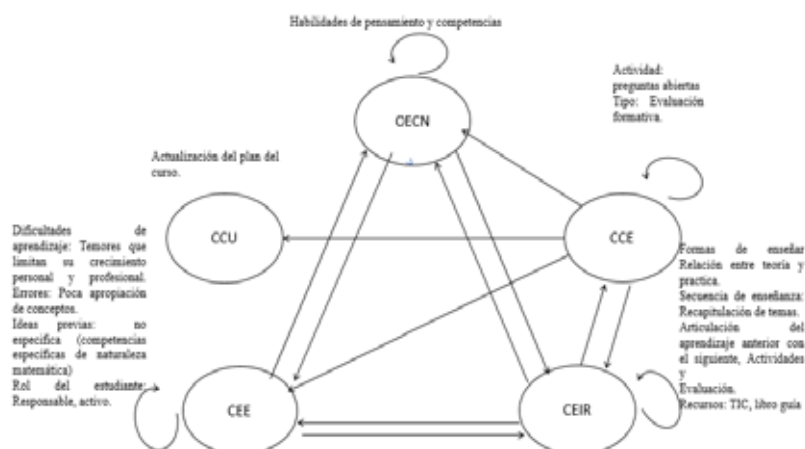 Habilidades de pensamiento y competencias
OECN
Actividad:
preguntas abiertas
Tipo: Evaluación
formativa.
Actualización del plan del
curso.
CCU
CCE
Dificultades de
aprendizaje: Temores que
limitan su crecimiento
personal y profesional.
Errores: Poca apropiación
de conceptos.
Ideas previas: no
especifica (competencias
especificas de naturaleza
matemática)
Rol del estudiante:
Responsable, activo.
Formas de enseñar
Relación entre teoría y
practica.
Secuencia de enseñanza:
Recapitulación de temas.
Articulación del
aprendizaje anterior con
el siguiente, Actividades
y
Evaluación.
Recursos: TIC, libro guía
CEE
CEIR